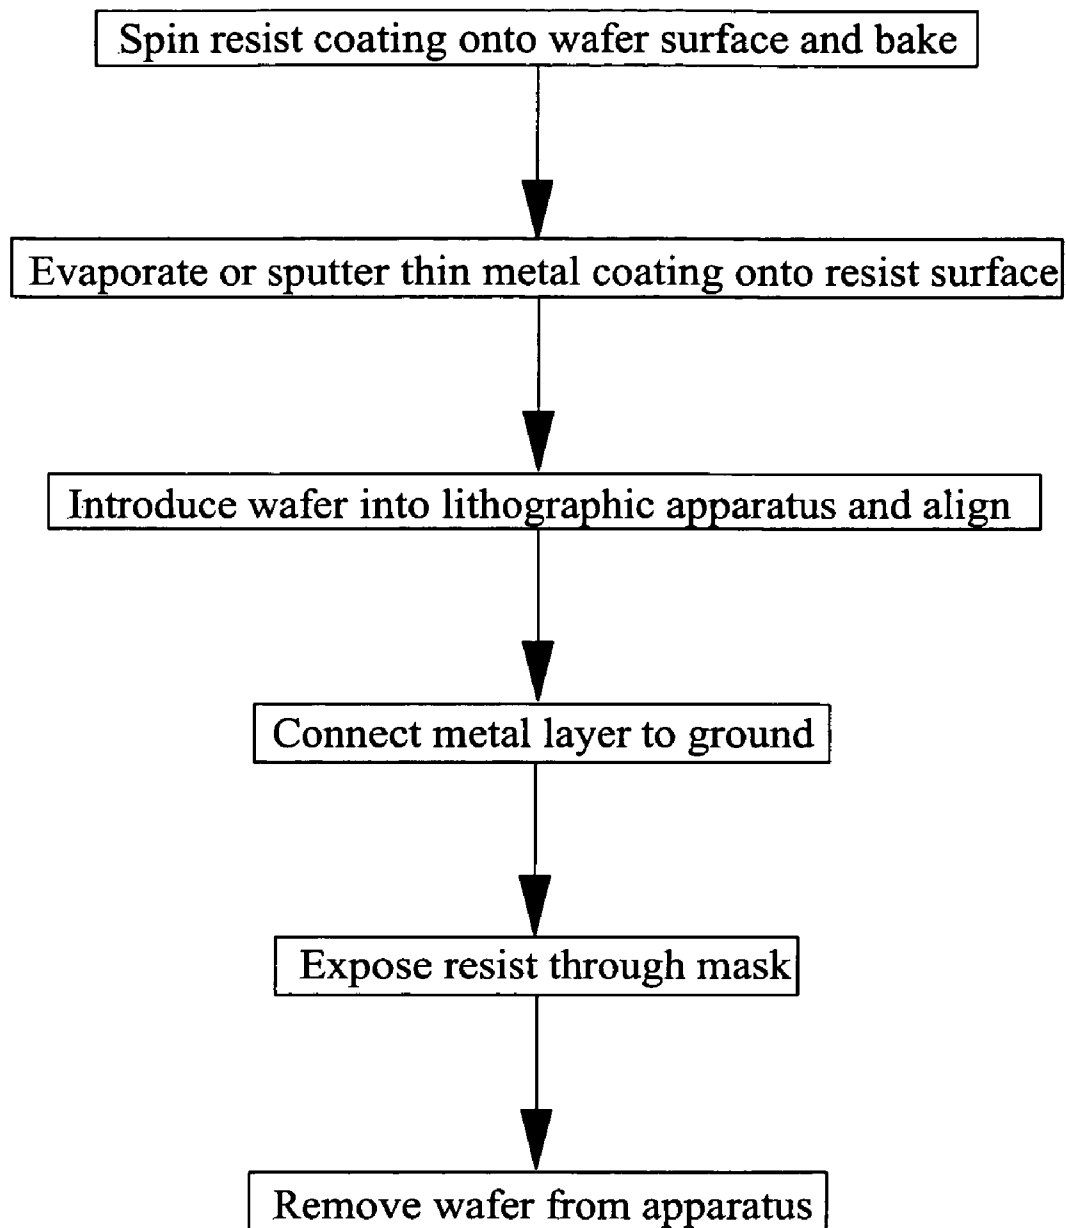 Spin resist coating onto wafer surface and bake
Evaporate or sputter thin metal coating onto resist surface
Introduce wafer into lithographic apparatus and align
Connect metal layer to ground
Expose resist through mask
Remove wafer from apparatus